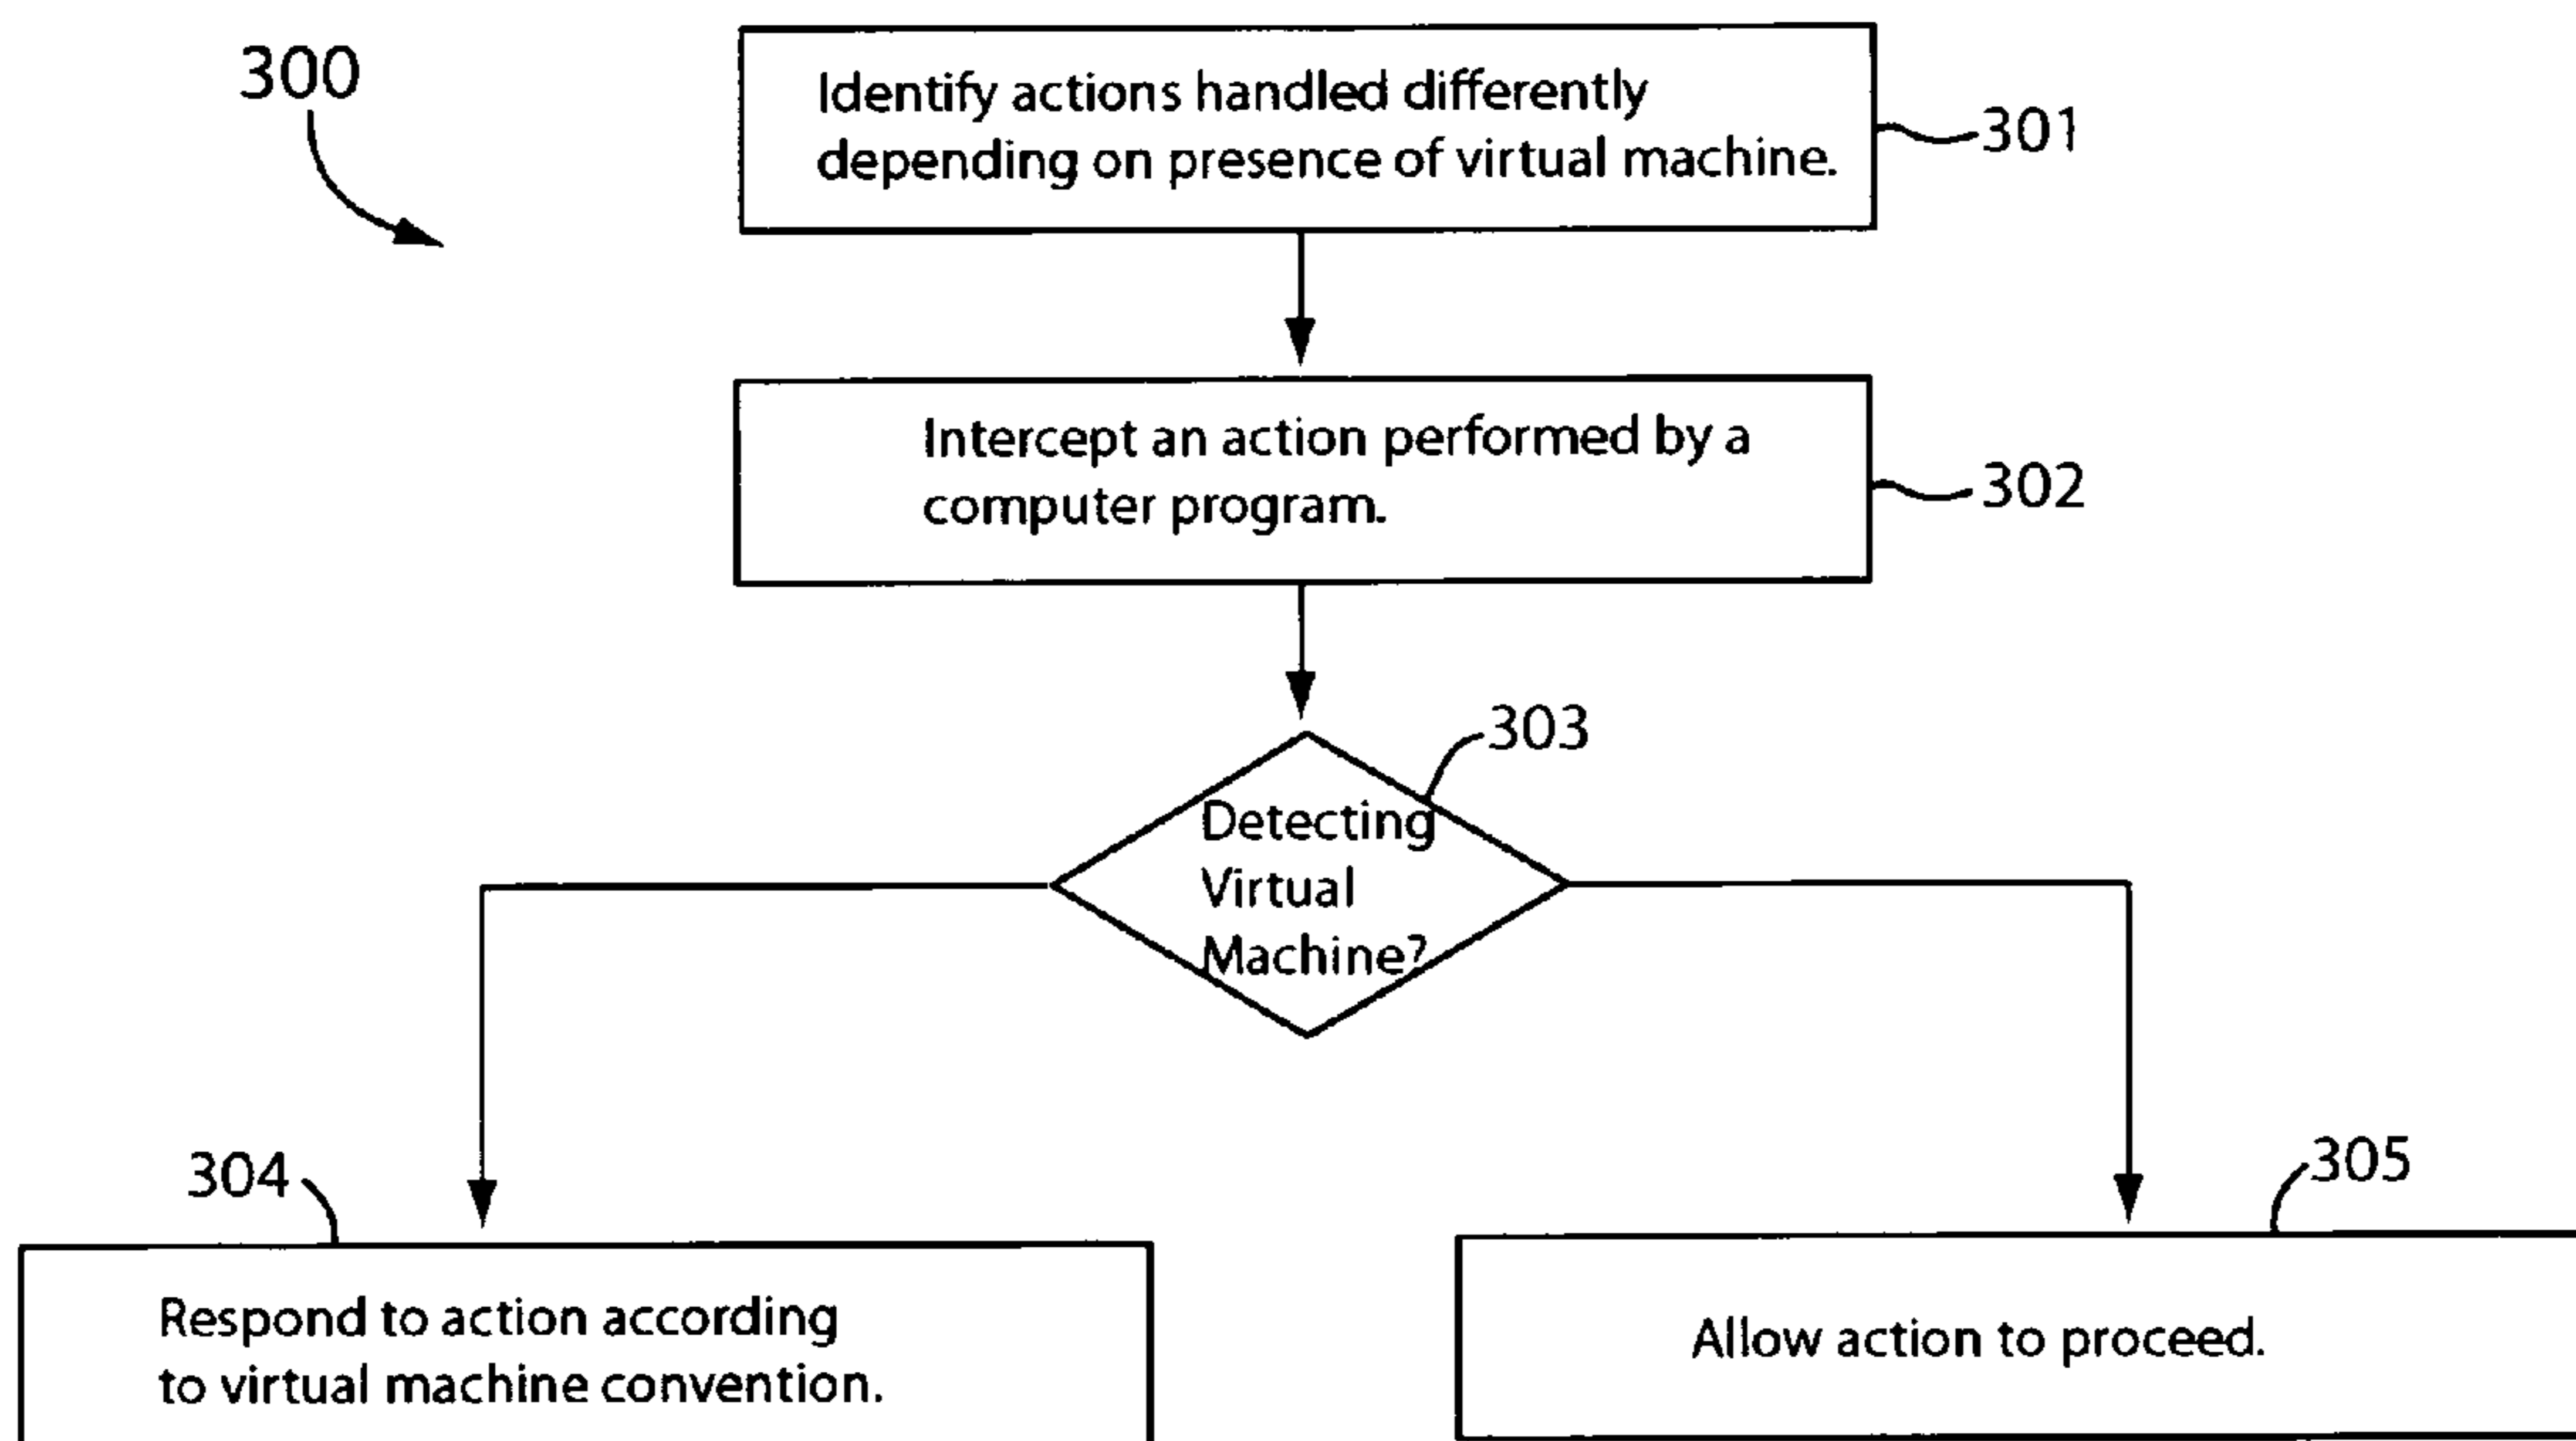 300
Identify actions handled differently
depending on presence of virtual machine.
301
Intercept an action performed by a
computer program.
302
303
Detecting
Virtual
Machine?
304
305
Respond to action according
to virtual machine convention.
Allow action to proceed.